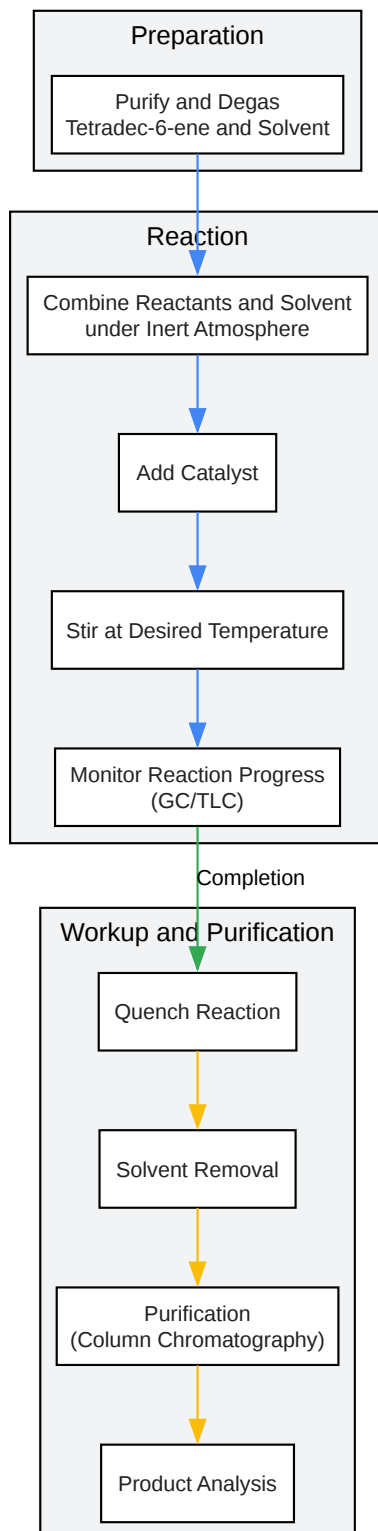 Preparation
Purify and Degas
Tetradec-6-ene and Solvent
Reaction
Combine Reactants and Solvent
under Inert Atmosphere
Add Catalyst
Stir at Desired Temperature
Monitor Reaction Progress
(GC/TLC)
Completion
Workup and Purification
Quench Reaction
Solvent Removal
Purification
(Column Chromatography)
Product Analysis